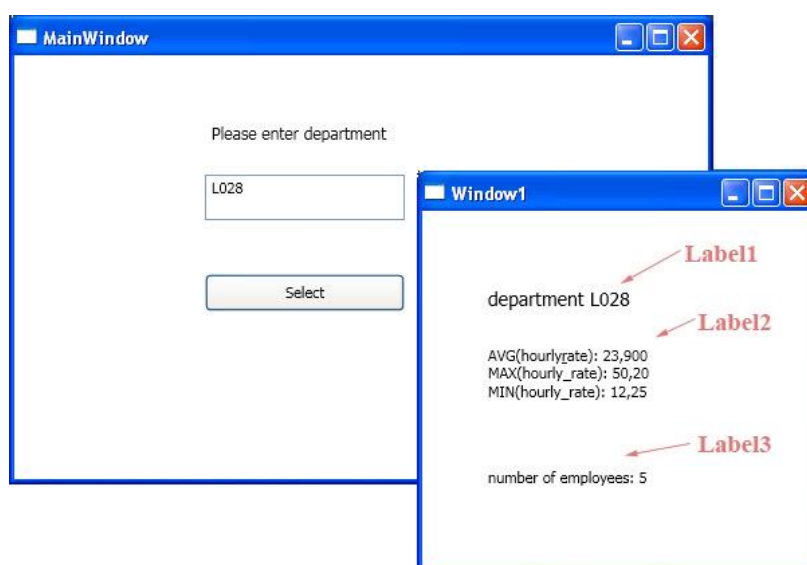 MainWindow
Please enter department
L028
Select
Window1
Label1
department L028
Label2
AVG(hourlyrate): 23,900
MAX(hourly_rate): 50,20
MIN(hourly_rate): 12,25
Label3
number of employees: 5